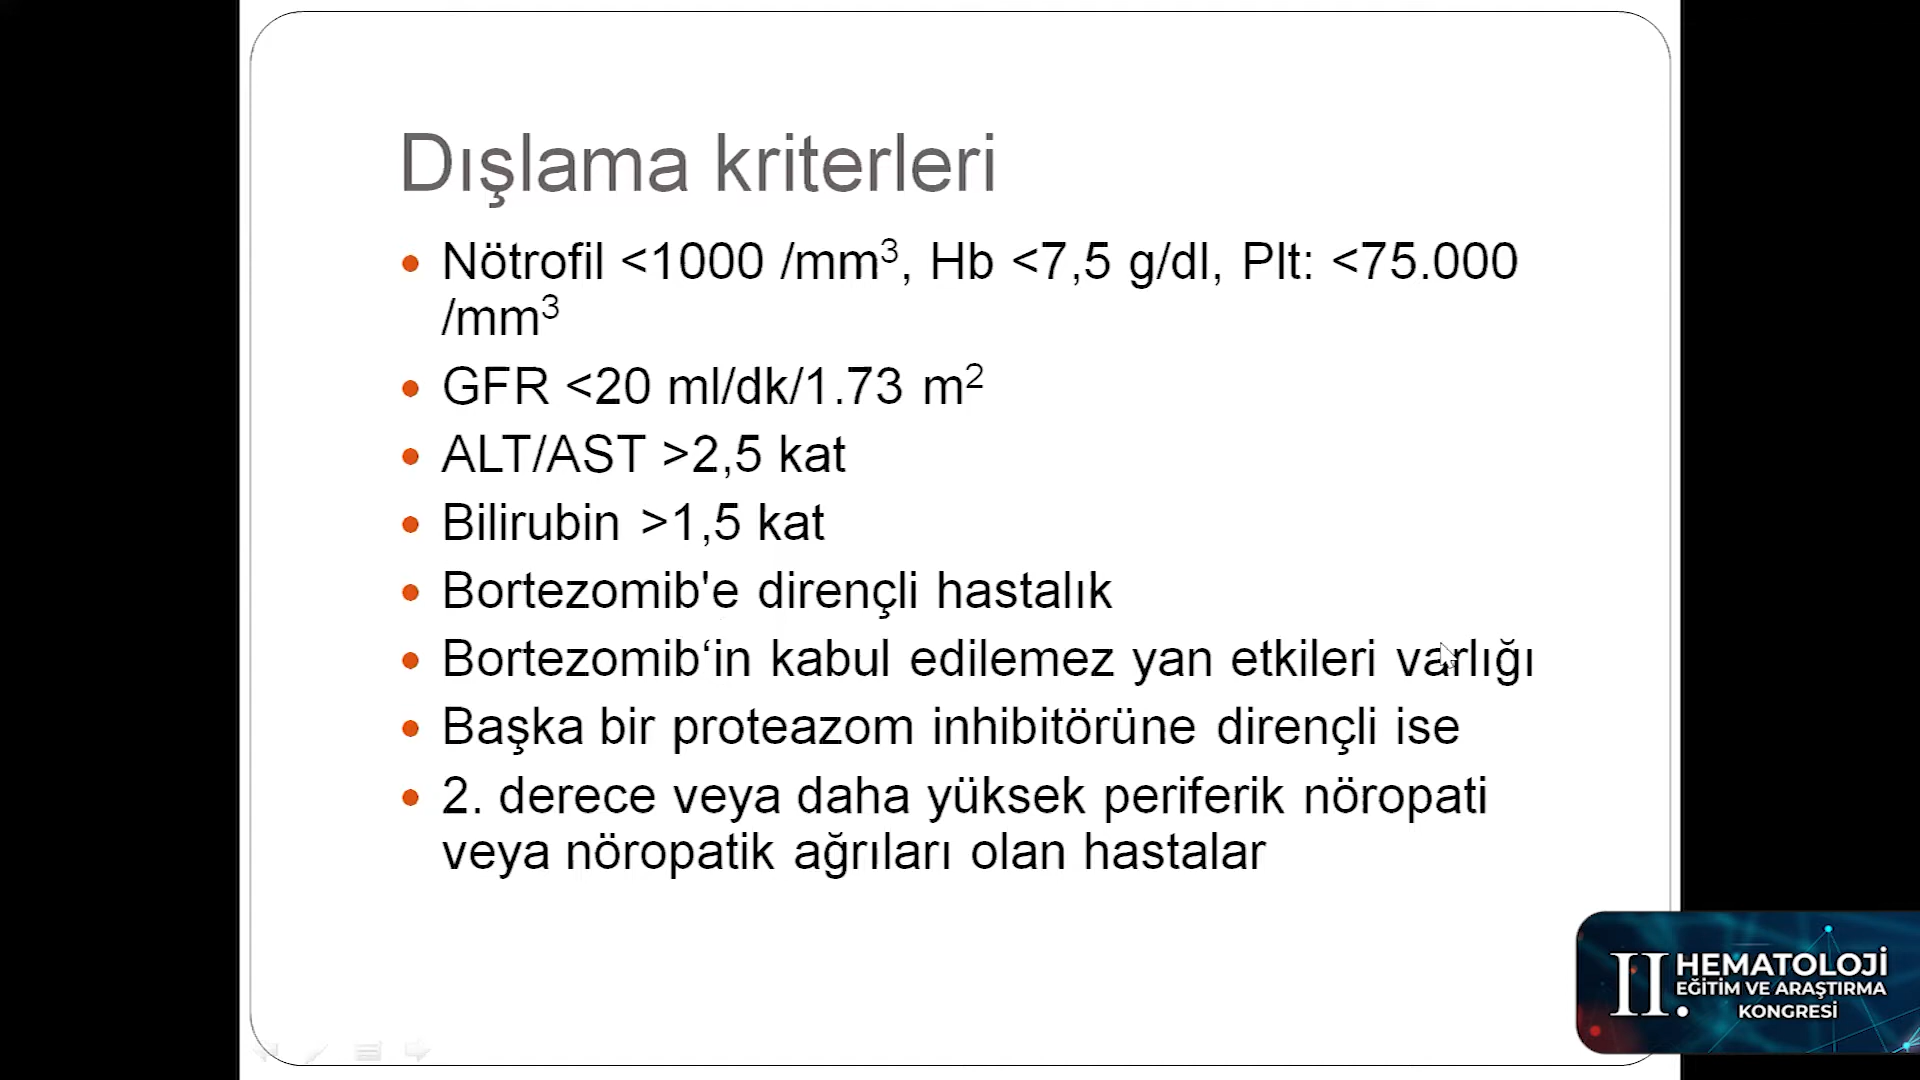 Dışlama kriterleri
• Nötrofil <1000 /mm³, Hb <7,5 g/dl, Plt: <75.000
/mm³
• GFR <20 ml/dk/1.73 m²
• ALT/AST >2,5 kat
• Bilirubin >1,5 kat
• Bortezomib'e dirençli hastalık
• Bortezomib‘in kabul edilemez yan etkileri varlığı
• Başka bir proteazom inhibitörüne dirençli ise
• 2. derece veya daha yüksek periferik nöropati
veya nöropatik ağrıları olan hastalar
II. HEMATOLOJİ
EĞİTİM VE ARAŞTIRMA
KONGRESİ